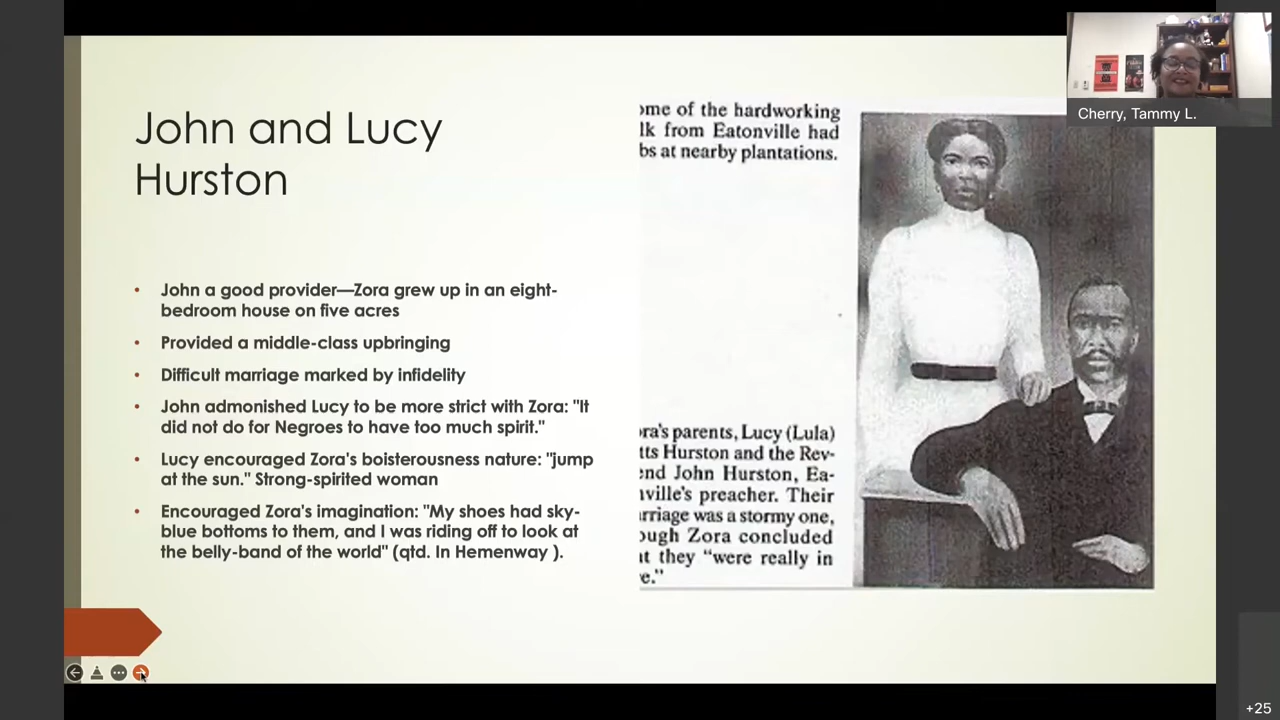 John and Lucy
Hurston
• John a good provider—Zora grew up in an eight-
bedroom house on five acres
• Provided a middle-class upbringing
• Difficult marriage marked by infidelity
• John admonished Lucy to be more strict with Zora: "It
did not do for Negroes to have too much spirit."
• Lucy encouraged Zora's boisterousness nature: "jump
at the sun." Strong-spirited woman
• Encouraged Zora's imagination: "My shoes had sky-
blue bottoms to them, and I was riding off to look at
the belly-band of the world" (qtd. In Hemenway ).
ome of the hardworking
lk from Eatonville had
bs at nearby plantations.
ra's parents, Lucy (Lula)
tts Hurston and the Rev-
end John Hurston, Ea-
nville's preacher. Their
arriage was a stormy one,
ough Zora concluded
at they “were really in
e.”
Cherry, Tammy L.
+25